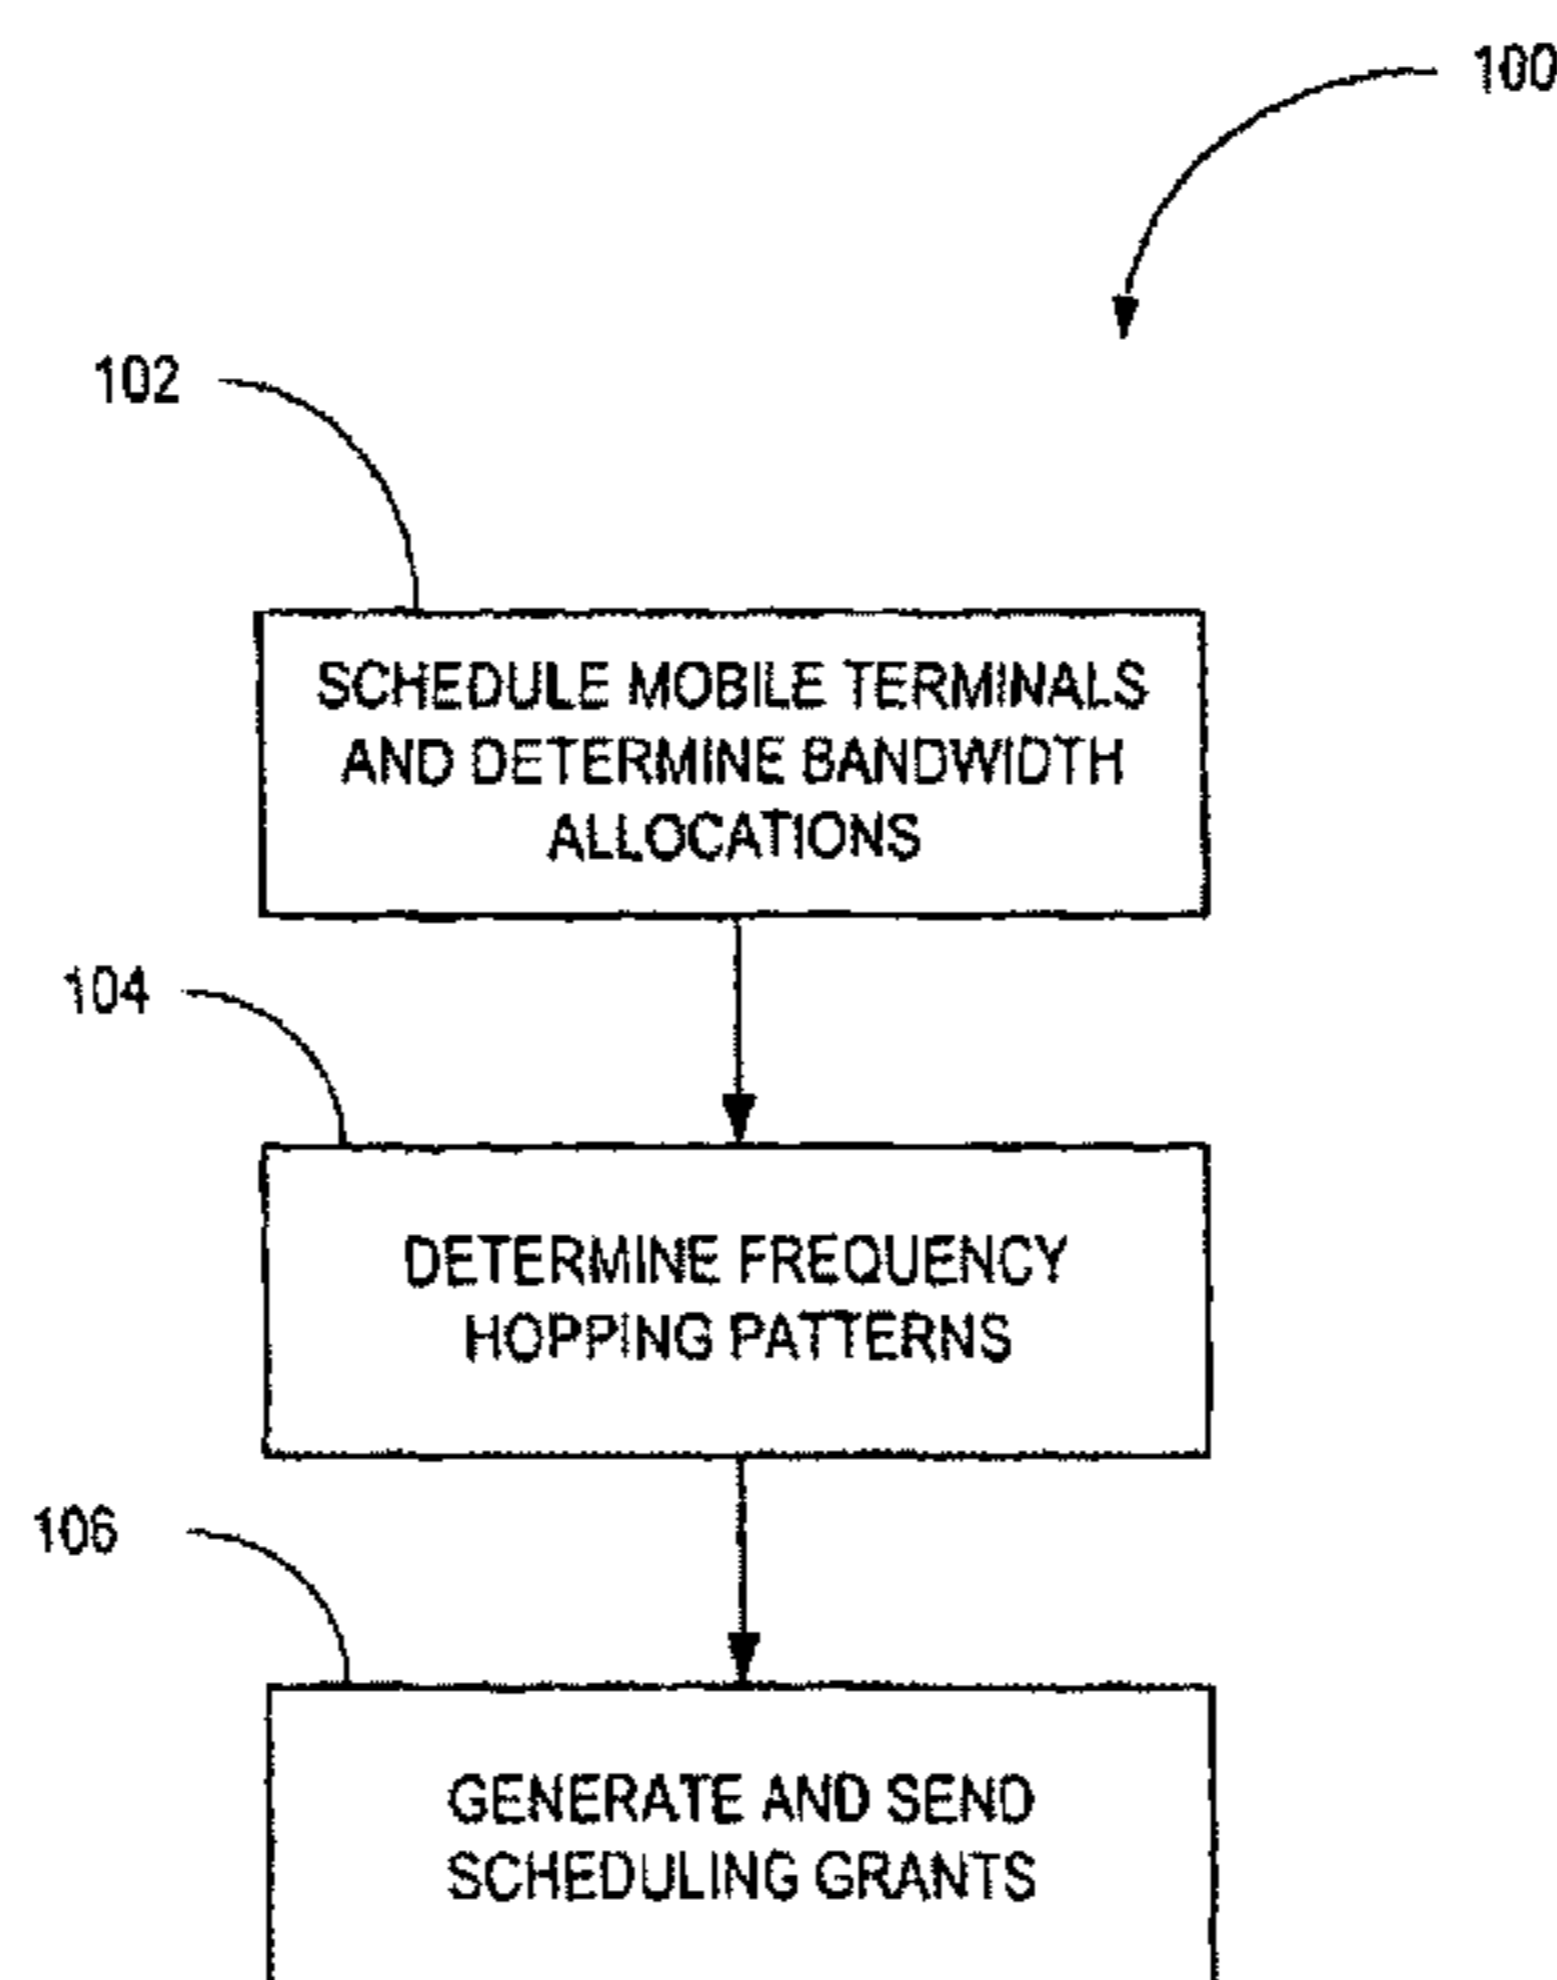 100
102
SCHEDULE MOBILE TERMINALS
AND DETERMINE BANDWIDTH
ALLOCATIONS
104
DETERMINE FREQUENCY
HOPPING PATTERNS
106
GENERATE AND SEND
SCHEDULING GRANTS